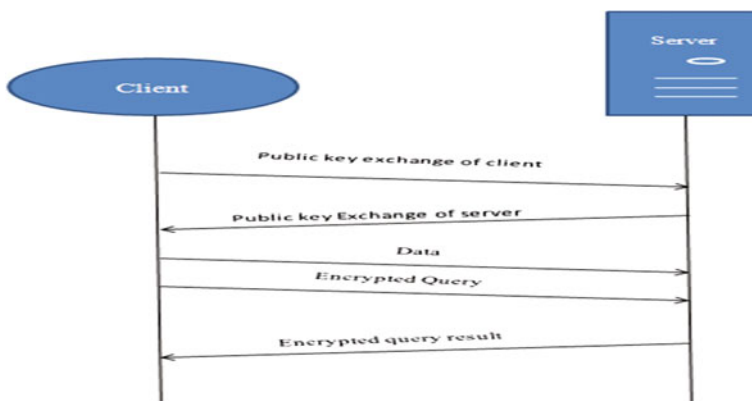 Server
Client
Public key exchange of client
Public key Exchange of server
Data
Encrypted Query
Encrypted query result